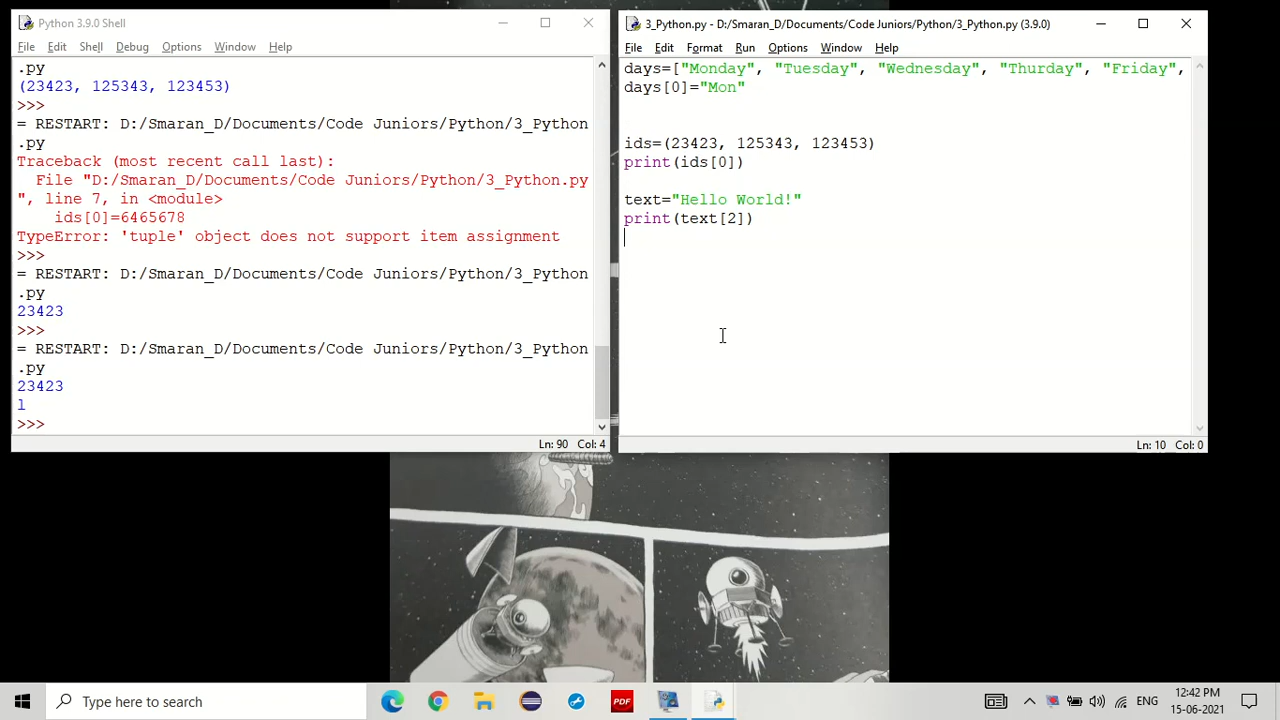 Python 3.9.0 Shell
File Edit Shell Debug Options Window Help
.py
(23423, 125343, 123453)
>>>
= RESTART: D:/Smaran_D/Documents/Code Juniors/Python/3_Python
.py
Traceback (most recent call last):
File "D:/Smaran_D/Documents/Code Juniors/Python/3_Python.py
", line 7, in <module>
ids[0]=6465678
TypeError: 'tuple' object does not support item assignment
>>>
= RESTART: D:/Smaran_D/Documents/Code Juniors/Python/3_Python
.py
23423
>>>
= RESTART: D:/Smaran_D/Documents/Code Juniors/Python/3_Python
.py
23423
l
>>>
Ln: 90 Col: 4
3_Python.py - D:/Smaran_D/Documents/Code Juniors/Python/3_Python.py (3.9.0)
File Edit Format Run Options Window Help
days=["Monday", "Tuesday", "Wednesday", "Thurday", "Friday",
days[0]="Mon"
ids=(23423, 125343, 123453)
print(ids[0])
text="Hello World!"
print(text[2])
Ln: 10 Col: 0
Type here to search
PDF
ENG
12:42 PM
15-06-2021